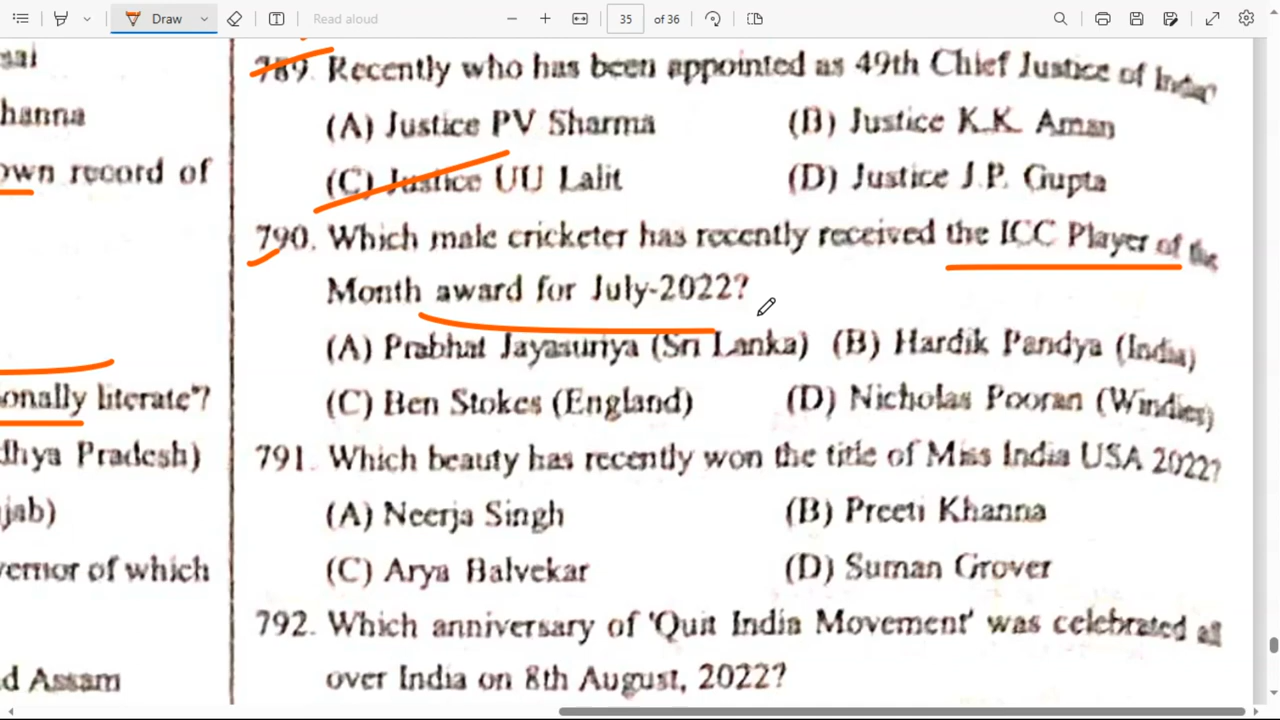 Draw
Read aloud
35
of 36
sai
hanna
own record of
onally literate"?
dhya Pradesh)
jab)
vernor of which
d Assam
789. Recently who has been appointed as 49th Chief Justice of India?
(A) Justice PV Sharma (B) Justice K.K. Aman
(C) Justice UU Lalit (D) Justice J.P. Gupta
790. Which male cricketer has recently received the ICC Player of the
Month award for July-2022?
(A) Prabhat Jayasuriya (Sri Lanka) (B) Hardik Pandya (India)
(C) Ben Stokes (England) (D) Nicholas Pooran (Windies)
791. Which beauty has recently won the title of Miss India USA 2022?
(A) Neerja Singh (B) Preeti Khanna
(C) Arya Balvekar (D) Suman Grover
792. Which anniversary of 'Quit India Movement' was celebrated all
over India on 8th August, 2022?